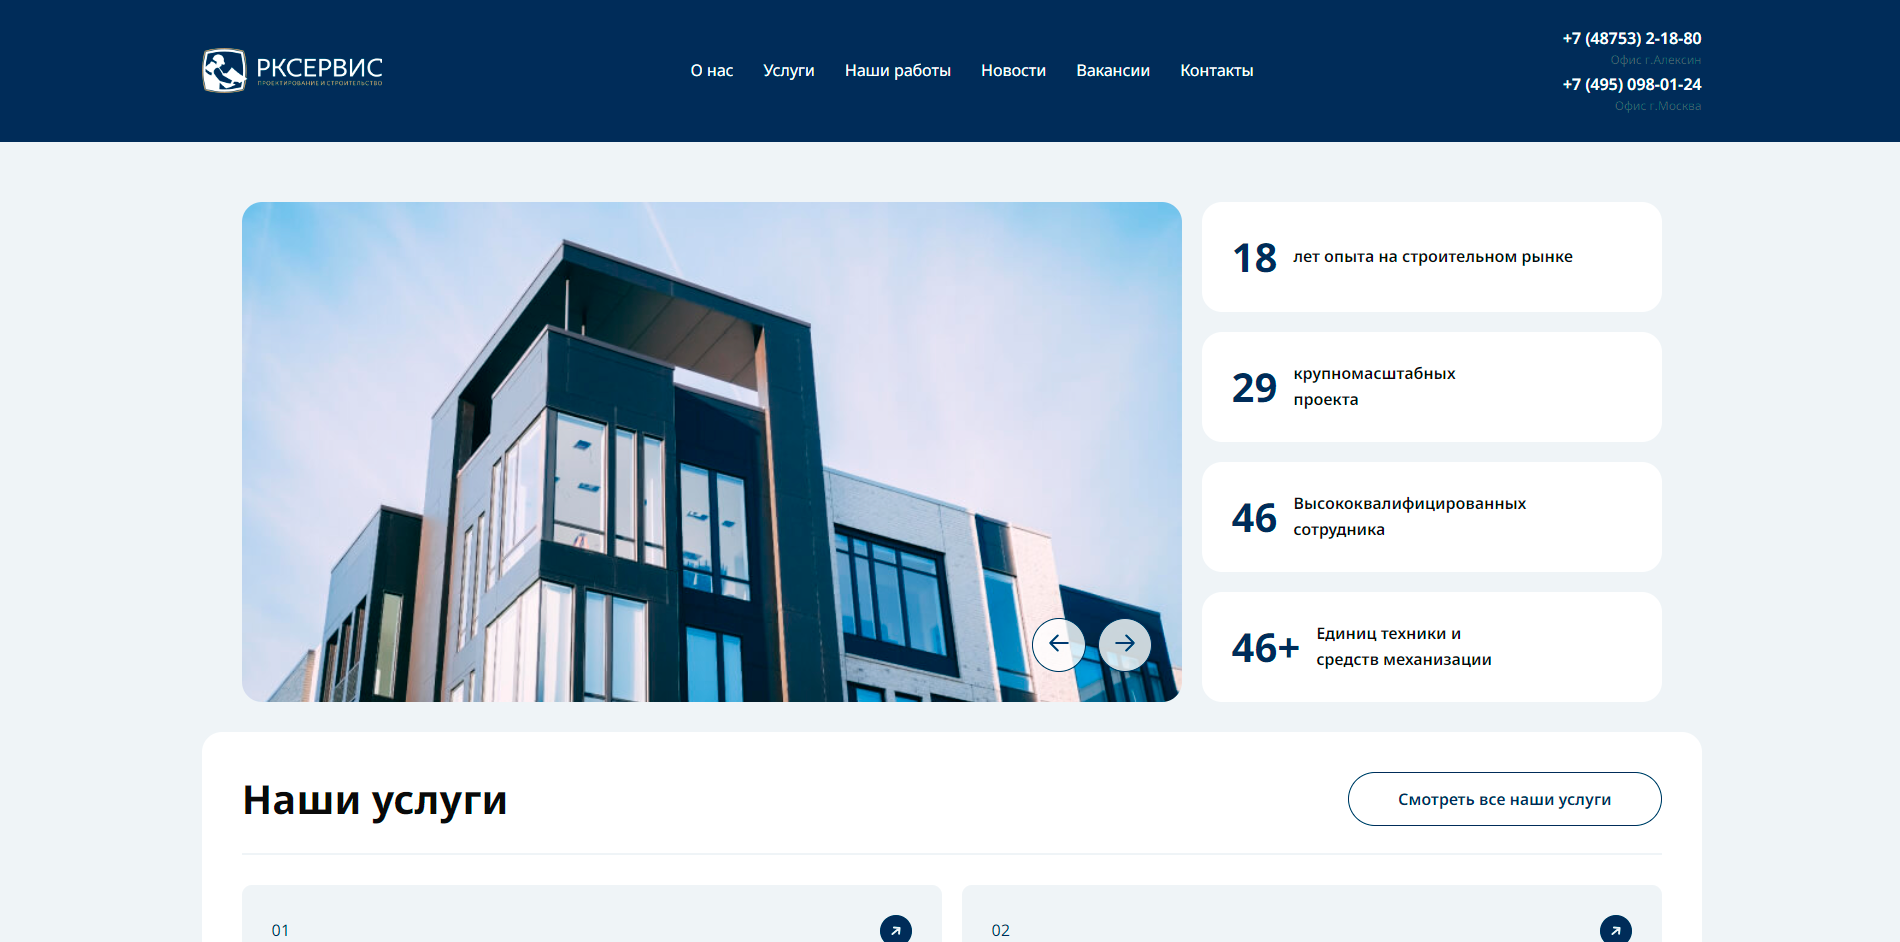 РКСЕРВИС
ПРОЕКТИРОВАНИЕ И СТРОИТЕЛЬСТВО
О нас
Услуги
Наши работы
Новости
Вакансии
Контакты
+7 (48753) 2-18-80
Офис г.Алексин
+7 (495) 098-01-24
Офис г.Москва
18
лет опыта на строительном рынке
29
крупномасштабных
проекта
46
Высококвалифицированных
сотрудника
46+
Единиц техники и
средств механизации
Наши услуги
Смотреть все наши услуги
01
02